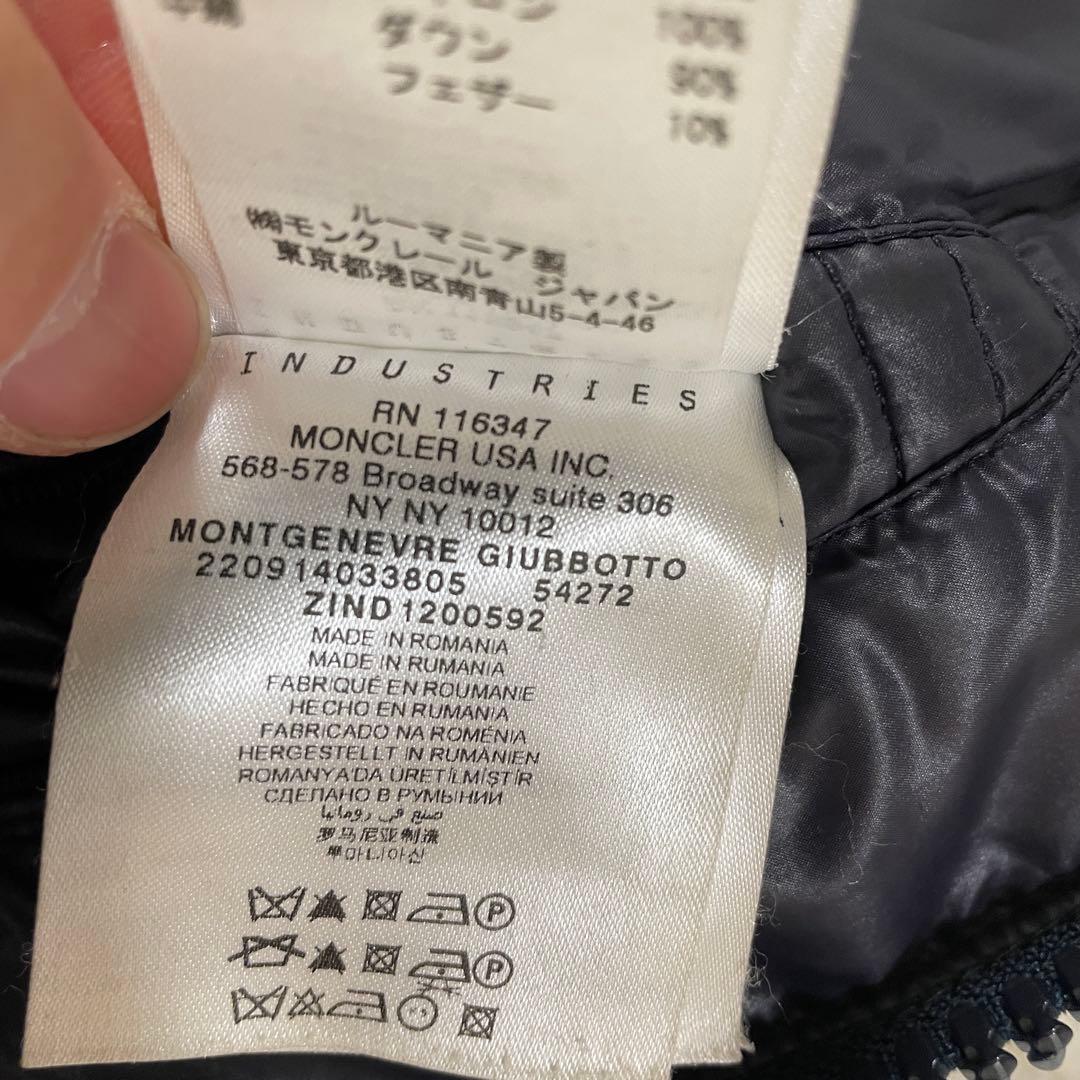 100%
ダウン 90%
フェザー 10%
ルーマニア製
㈱モンクレール ジャパン
東京都港区南青山5-4-46
INDUSTRIES
RN 116347
MONCLER USA INC.
568-578 Broadway suite 306
NY NY 10012
MONTGENEVRE GIUBBOTTO
220914033805 54272
ZIND1200592
MADE IN ROMANIA
MADE IN RUMANIA
FABRIQUÉ EN ROUMANIE
HECHO EN RUMANIA
FABRICADO NA ROMÉNIA
HERGESTELLT IN RUMÄNIEN
ROMANYA'DA ÜRETİLMİŞTİR
СДЕЛАНО В РУМЫНИИ
صنع في رومانيا
罗马尼亚制造
루마니아산
P
P